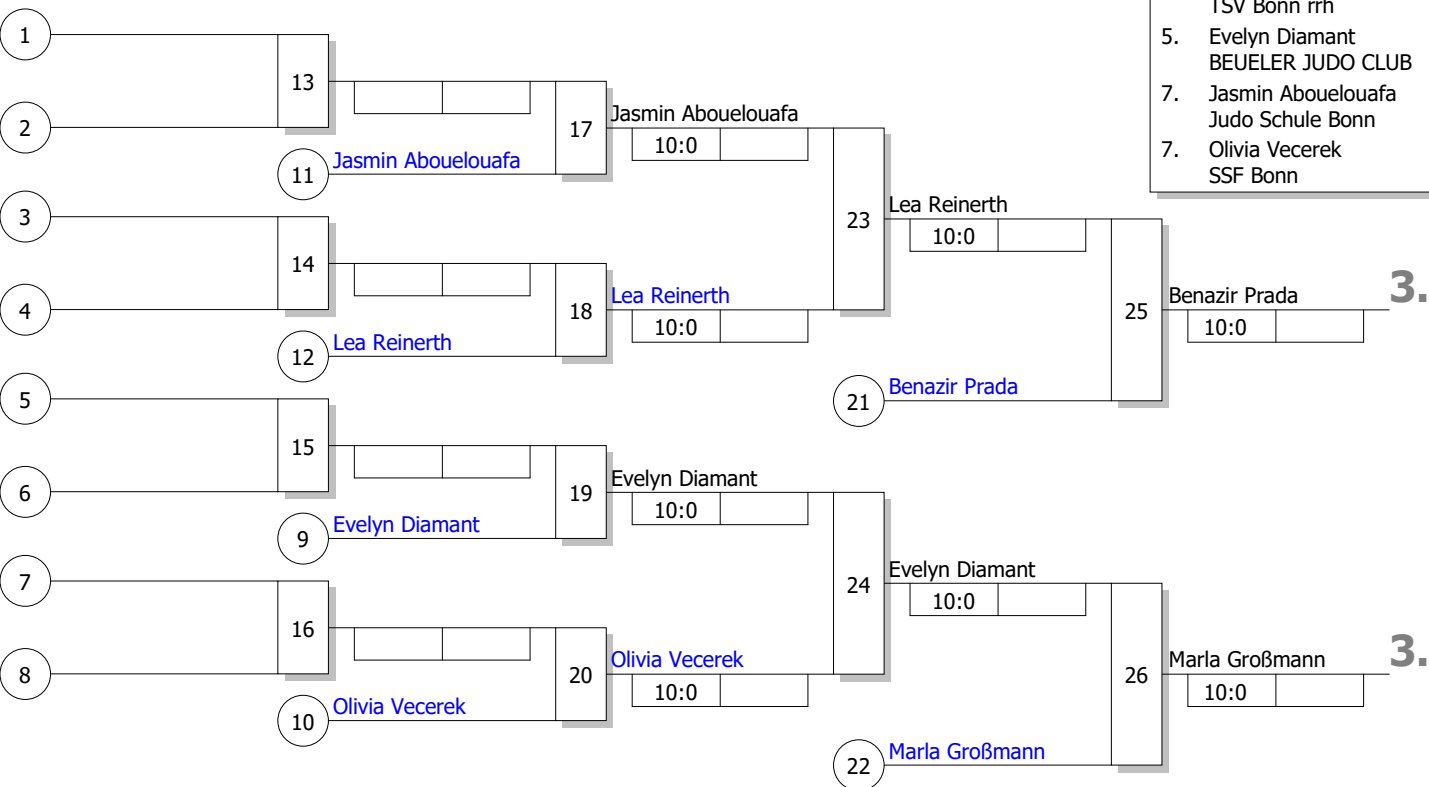 1
13
2
17
Jasmin Abouelouafa
10:0
11
Jasmin Abouelouafa
3
14
4
18
Lea Reinerth
10:0
12
Lea Reinerth
23
Lea Reinerth
10:0
25
Benazir Prada
10:0
3.
21
Benazir Prada
5
15
6
19
Evelyn Diamant
10:0
9
Evelyn Diamant
7
16
8
20
Olivia Vecerek
10:0
10
Olivia Vecerek
24
Evelyn Diamant
10:0
26
Marla Großmann
10:0
3.
22
Marla Großmann
TSV Bonn rrh
5. Evelyn Diamant
BEUELER JUDO CLUB
7. Jasmin Abouelouafa
Judo Schule Bonn
7. Olivia Vecerek
SSF Bonn